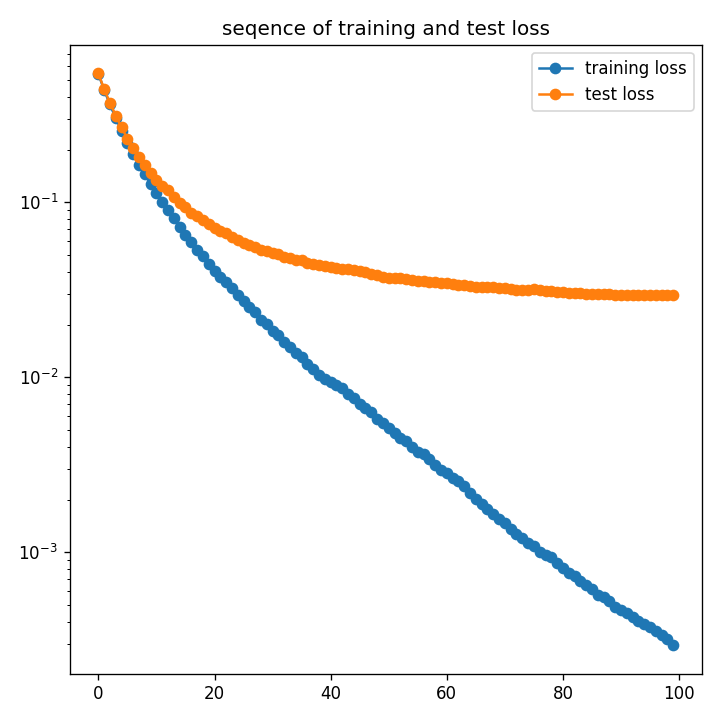 seqence of training and test loss
training loss
test loss
10⁻¹
10⁻²
10⁻³
0 20 40 60 80 100